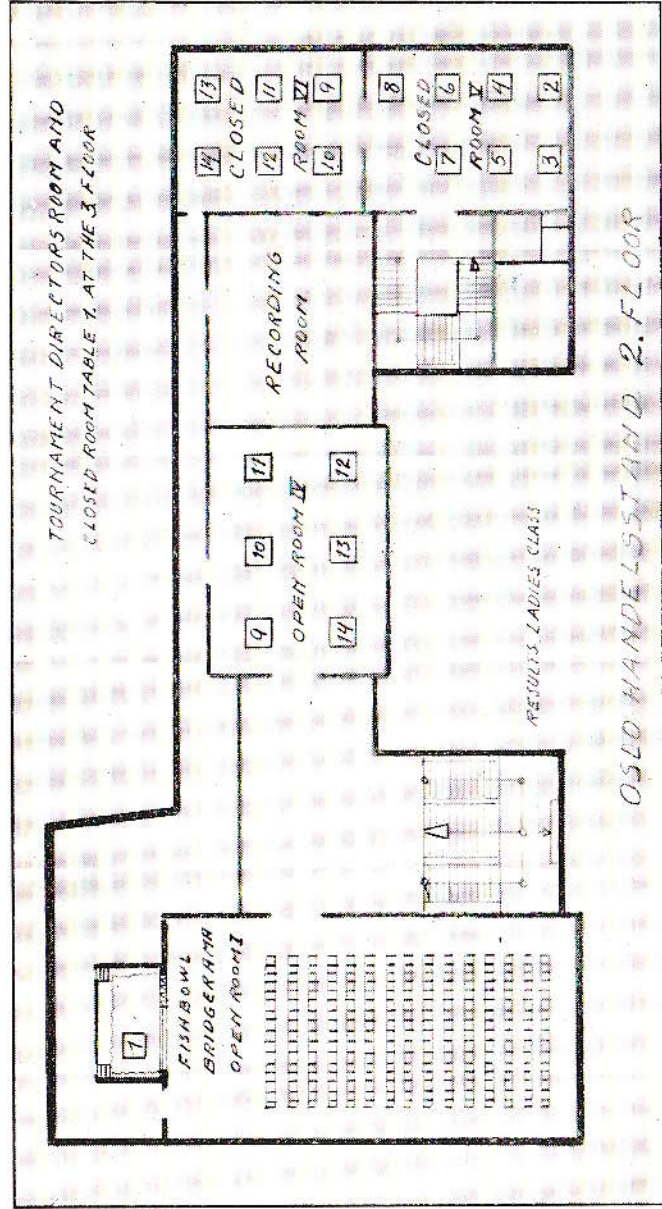 TOURNAMENT DIRECTORS ROOM AND
CLOSED ROOM TABLE 1. AT THE 3. FLOOR
1
FISHBOWL
BRIDGERAMA
OPEN ROOM I
9
10
11
OPEN ROOM IV
14
13
12
RECORDING
ROOM
14
13
CLOSED
12
11
ROOM VI
10
9
8
CLOSED
7
6
ROOM V
5
4
3
2
RESULTS LADIES CLASS
OSLO HANDELSSTAND 2. FLOOR